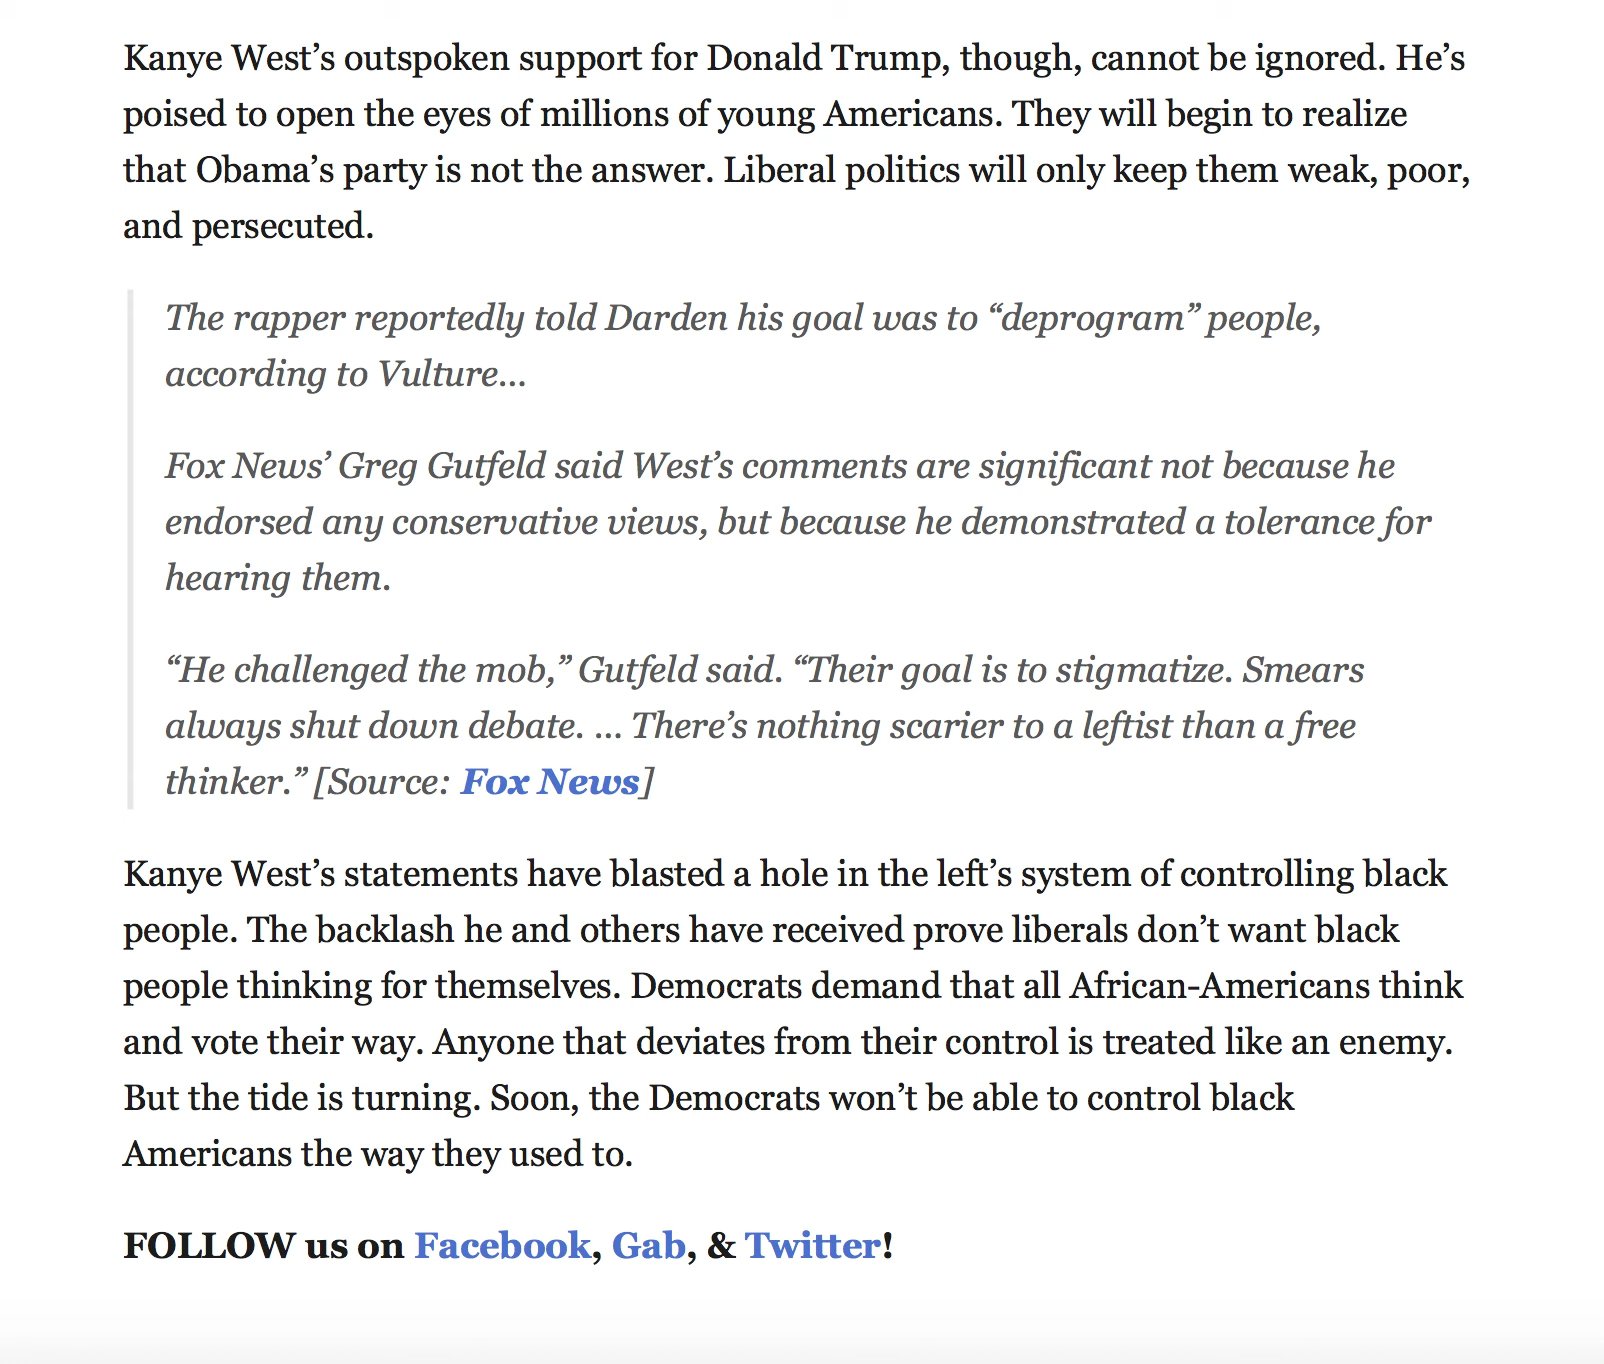 Kanye West’s outspoken support for Donald Trump, though, cannot be ignored. He’s
poised to open the eyes of millions of young Americans. They will begin to realize
that Obama’s party is not the answer. Liberal politics will only keep them weak, poor,
and persecuted.
The rapper reportedly told Darden his goal was to “deprogram” people,
according to Vulture...
Fox News’ Greg Gutfeld said West’s comments are significant not because he
endorsed any conservative views, but because he demonstrated a tolerance for
hearing them.
“He challenged the mob,” Gutfeld said. “Their goal is to stigmatize. Smears
always shut down debate. ... There’s nothing scarier to a leftist than a free
thinker.” [Source: Fox News]
Kanye West’s statements have blasted a hole in the left’s system of controlling black
people. The backlash he and others have received prove liberals don’t want black
people thinking for themselves. Democrats demand that all African-Americans think
and vote their way. Anyone that deviates from their control is treated like an enemy.
But the tide is turning. Soon, the Democrats won’t be able to control black
Americans the way they used to.
FOLLOW us on Facebook, Gab, & Twitter!